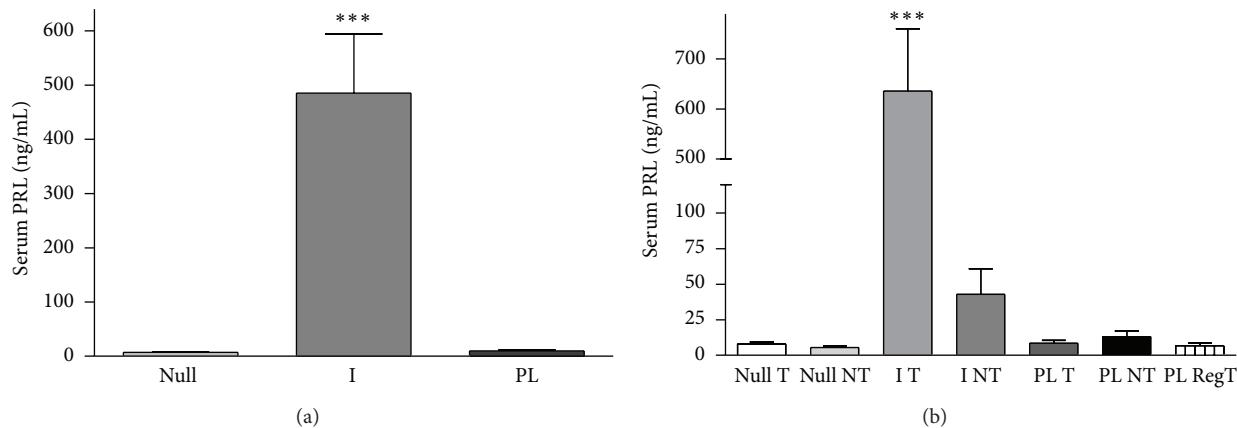 Serum PRL (ng/mL)
600
500
400
300
200
100
0
***
Null I PL
(a)
Serum PRL (ng/mL)
700
600
500
100
75
50
25
0
***
Null T Null NT I T I NT PL T PL NT PL RegT
(b)